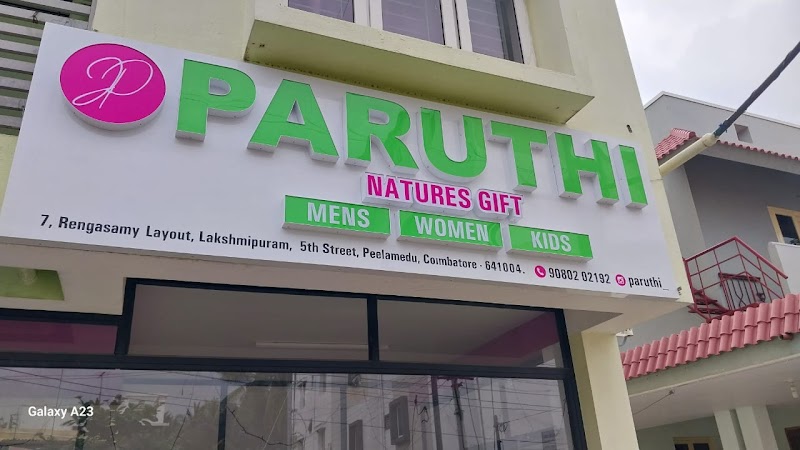 PARUTHI
NATURES GIFT
MENS WOMEN KIDS
7, Rengasamy Layout, Lakshmipuram, 5th Street, Peelamedu, Coimbatore - 641004. 90802 02192 paruthi_
Galaxy A23